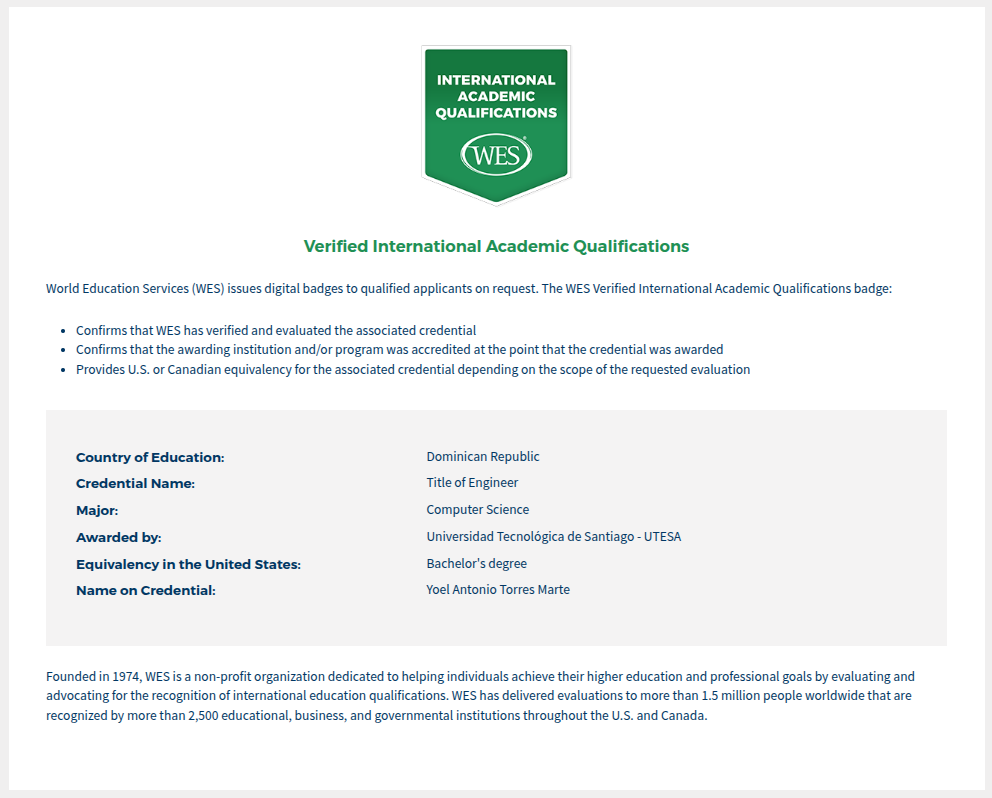 INTERNATIONAL
ACADEMIC
QUALIFICATIONS
WES®
Verified International Academic Qualifications
World Education Services (WES) issues digital badges to qualified applicants on request. The WES Verified International Academic Qualifications badge:
• Confirms that WES has verified and evaluated the associated credential
• Confirms that the awarding institution and/or program was accredited at the point that the credential was awarded
• Provides U.S. or Canadian equivalency for the associated credential depending on the scope of the requested evaluation
Country of Education: Dominican Republic
Credential Name: Title of Engineer
Major: Computer Science
Awarded by: Universidad Tecnológica de Santiago - UTESA
Equivalency in the United States: Bachelor's degree
Name on Credential: Yoel Antonio Torres Marte
Founded in 1974, WES is a non-profit organization dedicated to helping individuals achieve their higher education and professional goals by evaluating and
advocating for the recognition of international education qualifications. WES has delivered evaluations to more than 1.5 million people worldwide that are
recognized by more than 2,500 educational, business, and governmental institutions throughout the U.S. and Canada.